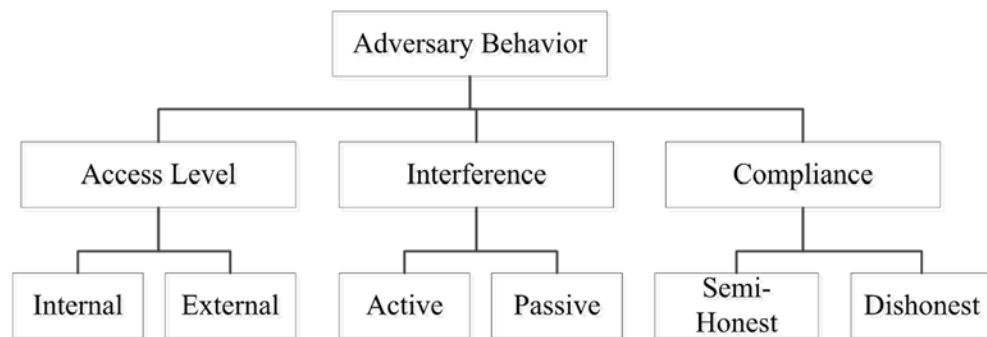 Adversary Behavior
Access Level
Interference
Compliance
Internal
External
Active
Passive
Semi-
Honest
Dishonest